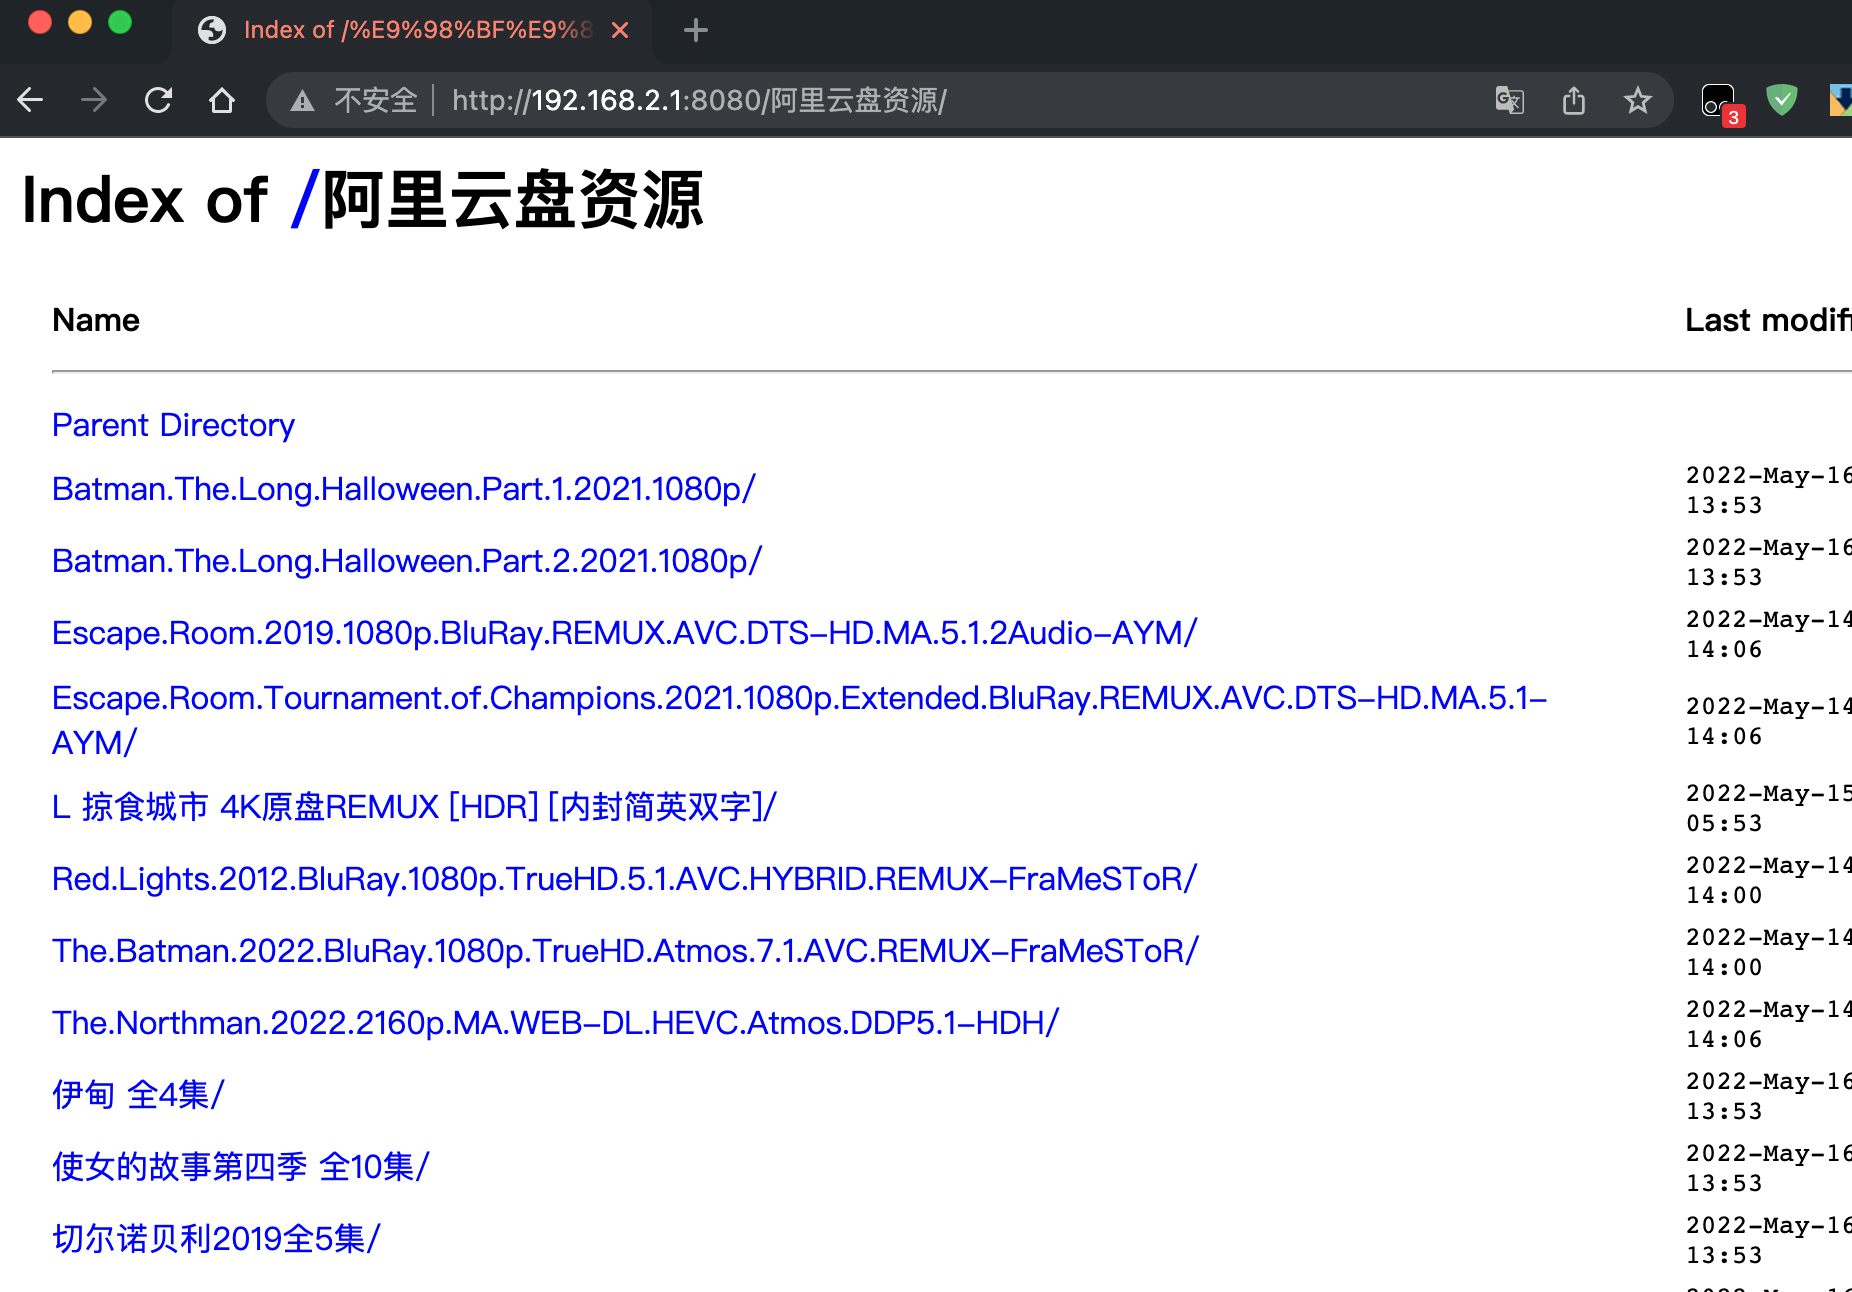 Index of /%E9%98%BF%E9%8
不安全 | http://192.168.2.1:8080/阿里云盘资源/
3
Index of /阿里云盘资源
Name Last modifi
Parent Directory
Batman.The.Long.Halloween.Part.1.2021.1080p/ 2022-May-16
13:53
Batman.The.Long.Halloween.Part.2.2021.1080p/ 2022-May-16
13:53
Escape.Room.2019.1080p.BluRay.REMUX.AVC.DTS-HD.MA.5.1.2Audio-AYM/ 2022-May-14
14:06
Escape.Room.Tournament.of.Champions.2021.1080p.Extended.BluRay.REMUX.AVC.DTS-HD.MA.5.1-
AYM/
2022-May-14
14:06
L 掠食城市 4K原盘REMUX [HDR] [内封简英双字]/ 2022-May-15
05:53
Red.Lights.2012.BluRay.1080p.TrueHD.5.1.AVC.HYBRID.REMUX-FraMeSToR/ 2022-May-14
14:00
The.Batman.2022.BluRay.1080p.TrueHD.Atmos.7.1.AVC.REMUX-FraMeSToR/ 2022-May-14
14:00
The.Northman.2022.2160p.MA.WEB-DL.HEVC.Atmos.DDP5.1-HDH/ 2022-May-14
14:06
伊甸 全4集/ 2022-May-16
13:53
使女的故事第四季 全10集/ 2022-May-16
13:53
切尔诺贝利2019全5集/ 2022-May-16
13:53